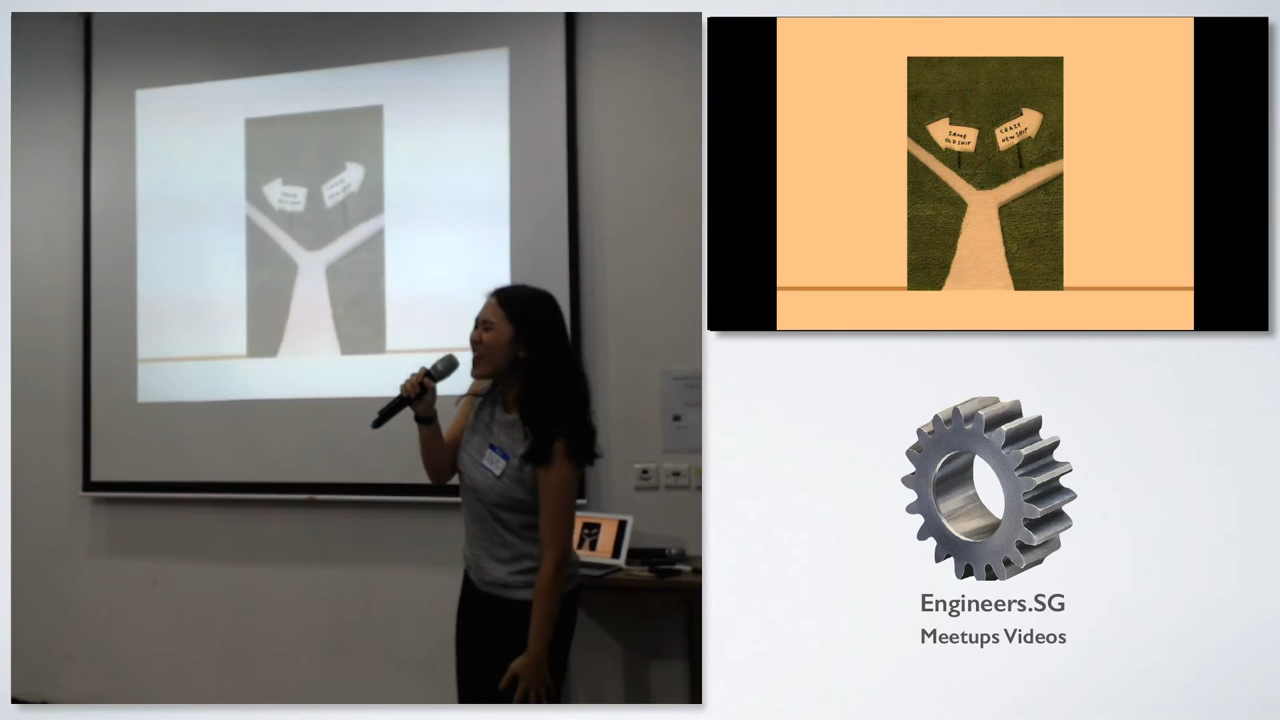 SAME
OLD SHIT
CRAZY
NEW SHIT
Engineers.SG
Meetups Videos